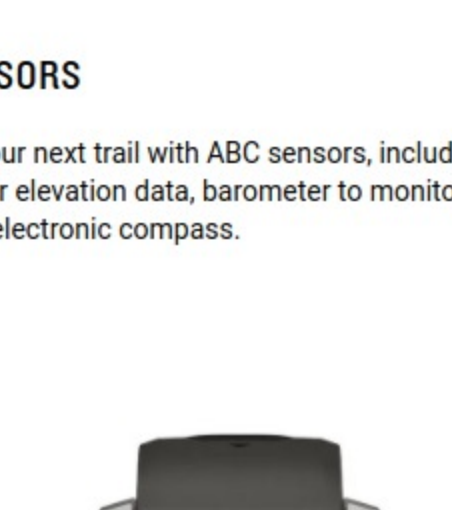 SORS
ur next trail with ABC sensors, includ
r elevation data, barometer to monito
electronic compass.